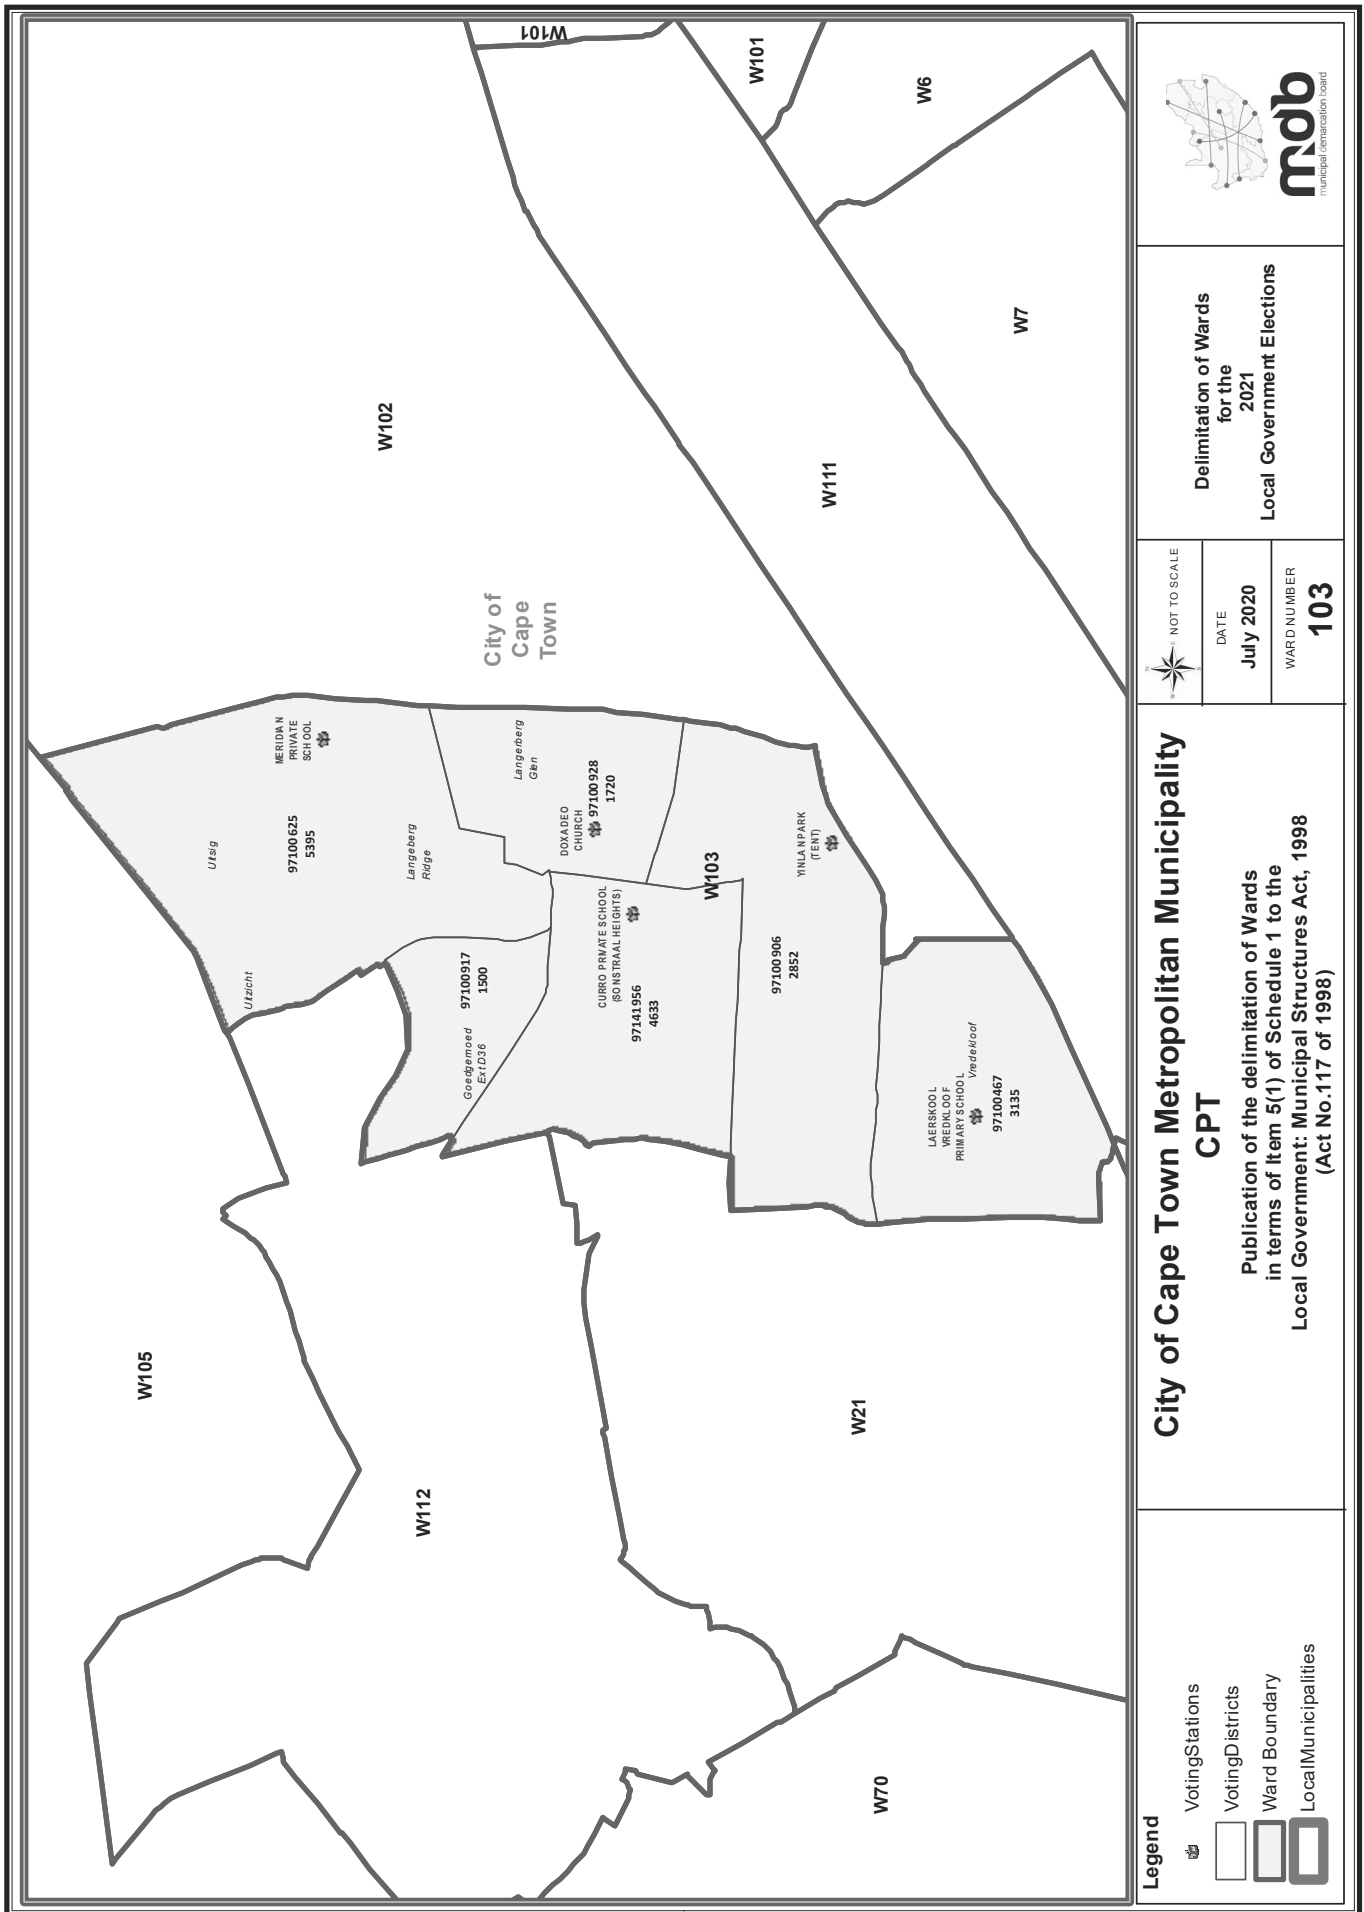 W101
W101
W6
W7
W102
W111
City of
Cape
Town
MERIDIAN
PRIVATE
SCHOOL
Uitsig
97100625
5395
Langeberg
Ridge
Langerberg
Glen
DOXADEO
CHURCH
97100928
1720
W103
YINLANPARK
(TENT)
Uitzicht
97100917
1500
Goedgemoed
Ext D36
CURRO PRIVATE SCHOOL
(SONSTRAAL HEIGHTS)
97141956
4633
97100906
2852
LAERSKOOL
VREDKLOOF
PRIMARY SCHOOL
Vredekloof
97100467
3135
W105
W112
W21
W70
Legend
VotingStations
VotingDistricts
Ward Boundary
LocalMunicipalities
City of Cape Town Metropolitan Municipality
CPT
Publication of the delimitation of Wards
in terms of Item 5(1) of Schedule 1 to the
Local Government: Municipal Structures Act, 1998
(Act No.117 of 1998)
N
W
E
S
NOT TO SCALE
DATE
July 2020
WARD NUMBER
103
Delimitation of Wards
for the
2021
Local Government Elections
mdb
municipal demarcation board